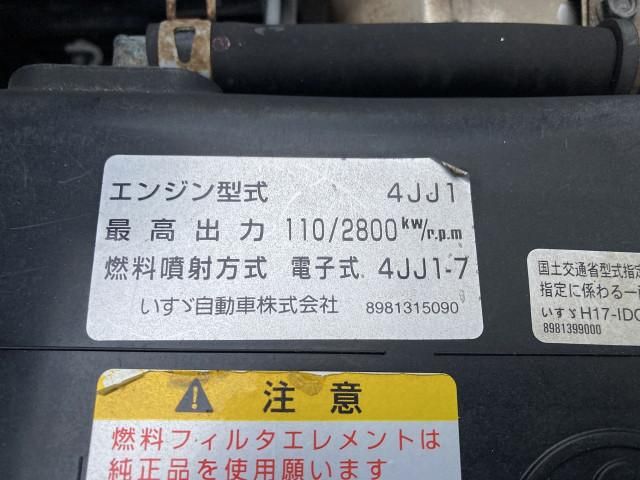 エンジン型式 4JJ1
最高出力 110/2800kw/r.p.m
燃料噴射方式 電子式 4JJ1-7
いすゞ自動車株式会社 8981315090
国土交通省型式指定
指定に係わる一
いすゞH17-IDC
8981399000
注意
燃料フィルタエレメントは
純正品を使用願います